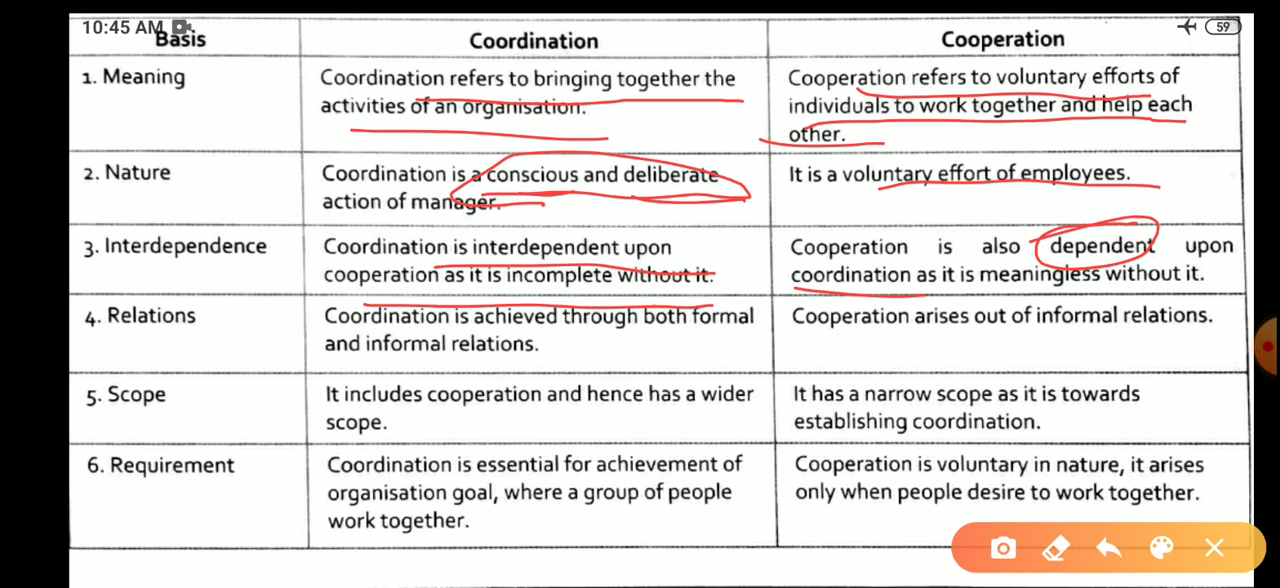 10:45 AM
59
Basis Coordination Cooperation
1. Meaning Coordination refers to bringing together the Cooperation refers to voluntary efforts of
activities of an organisation. individuals to work together and help each
other.
2. Nature Coordination is a conscious and deliberate It is a voluntary effort of employees.
action of manager.
3. Interdependence Coordination is interdependent upon Cooperation is also dependent upon
cooperation as it is incomplete without it. coordination as it is meaningless without it.
4. Relations Coordination is achieved through both formal Cooperation arises out of informal relations.
and informal relations.
5. Scope It includes cooperation and hence has a wider It has a narrow scope as it is towards
scope. establishing coordination.
6. Requirement Coordination is essential for achievement of Cooperation is voluntary in nature, it arises
organisation goal, where a group of people only when people desire to work together.
work together.